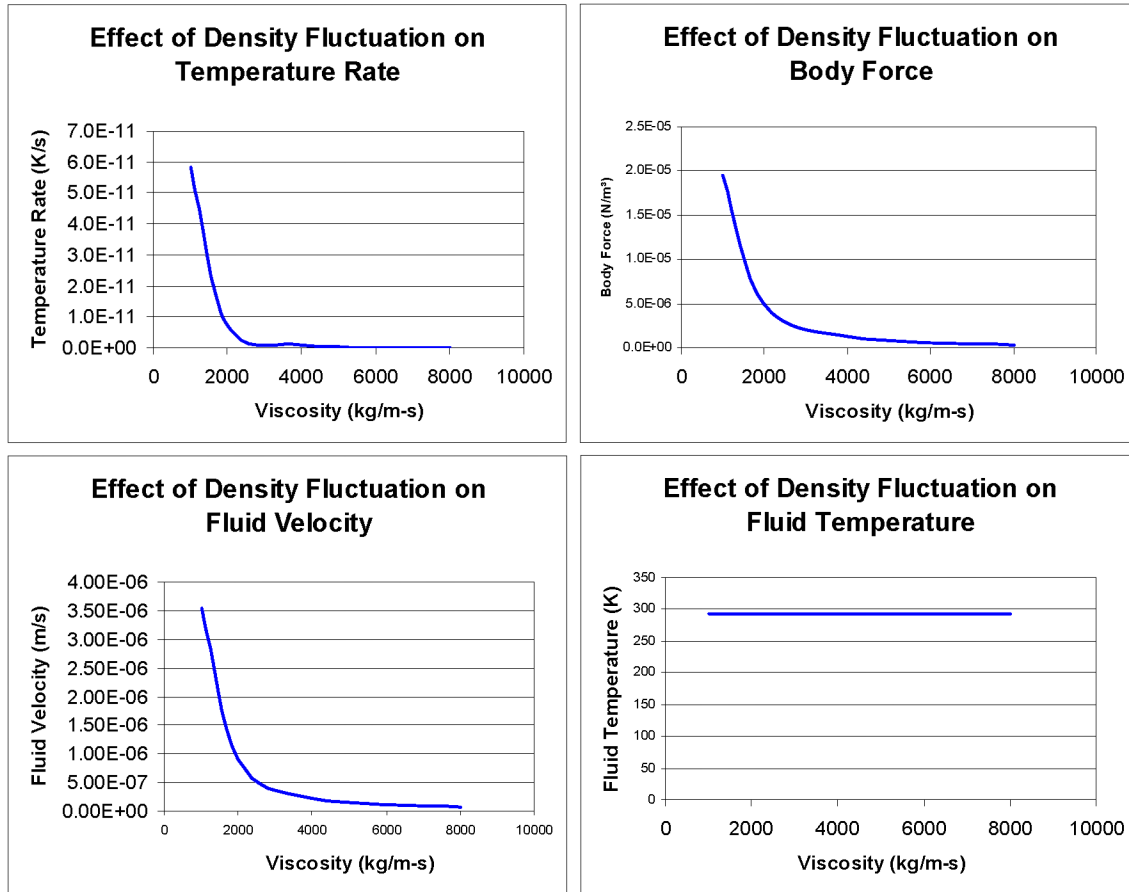 Effect of Density Fluctuation on
Temperature Rate
Temperature Rate (K/s)
7.0E-11
6.0E-11
5.0E-11
4.0E-11
3.0E-11
2.0E-11
1.0E-11
0.0E+00
0 2000 4000 6000 8000 10000
Viscosity (kg/m-s)
Effect of Density Fluctuation on
Body Force
Body Force (N/m³)
2.5E-05
2.0E-05
1.5E-05
1.0E-05
5.0E-06
0.0E+00
0 2000 4000 6000 8000 10000
Viscosity (kg/m-s)
Effect of Density Fluctuation on
Fluid Velocity
Fluid Velocity (m/s)
4.00E-06
3.50E-06
3.00E-06
2.50E-06
2.00E-06
1.50E-06
1.00E-06
5.00E-07
0.00E+00
0 2000 4000 6000 8000 10000
Viscosity (kg/m-s)
Effect of Density Fluctuation on
Fluid Temperature
Fluid Temperature (K)
350
300
250
200
150
100
50
0
0 2000 4000 6000 8000 10000
Viscosity (kg/m-s)